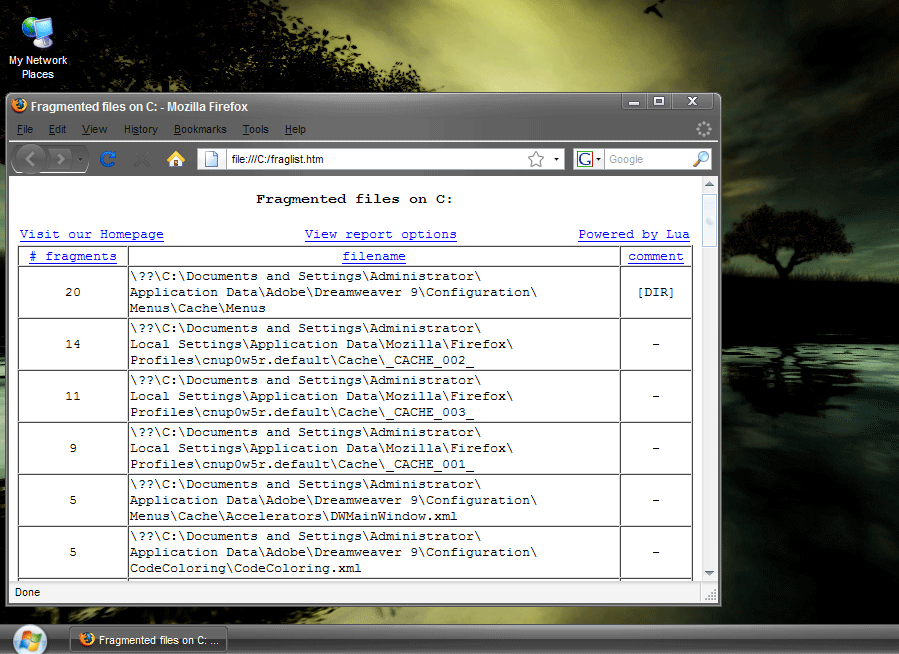 My Network
Places
Fragmented files on C: - Mozilla Firefox
File Edit View History Bookmarks Tools Help
file:///C:/fraglist.htm
G Google
Fragmented files on C:
Visit our Homepage View report options Powered by Lua
# fragments filename comment
\??\C:\Documents and Settings\Administrator\
20 Application Data\Adobe\Dreamweaver 9\Configuration\ [DIR]
Menus\Cache\Menus
\??\C:\Documents and Settings\Administrator\
14 Local Settings\Application Data\Mozilla\Firefox\ -
Profiles\cnup0w5r.default\Cache\_CACHE_002_
\??\C:\Documents and Settings\Administrator\
11 Local Settings\Application Data\Mozilla\Firefox\ -
Profiles\cnup0w5r.default\Cache\_CACHE_003_
\??\C:\Documents and Settings\Administrator\
9 Local Settings\Application Data\Mozilla\Firefox\ -
Profiles\cnup0w5r.default\Cache\_CACHE_001_
\??\C:\Documents and Settings\Administrator\
5 Application Data\Adobe\Dreamweaver 9\Configuration\ -
Menus\Cache\Accelerators\DWMainWindow.xml
\??\C:\Documents and Settings\Administrator\
5 Application Data\Adobe\Dreamweaver 9\Configuration\ -
CodeColoring\CodeColoring.xml
Done
Fragmented files on C: ...